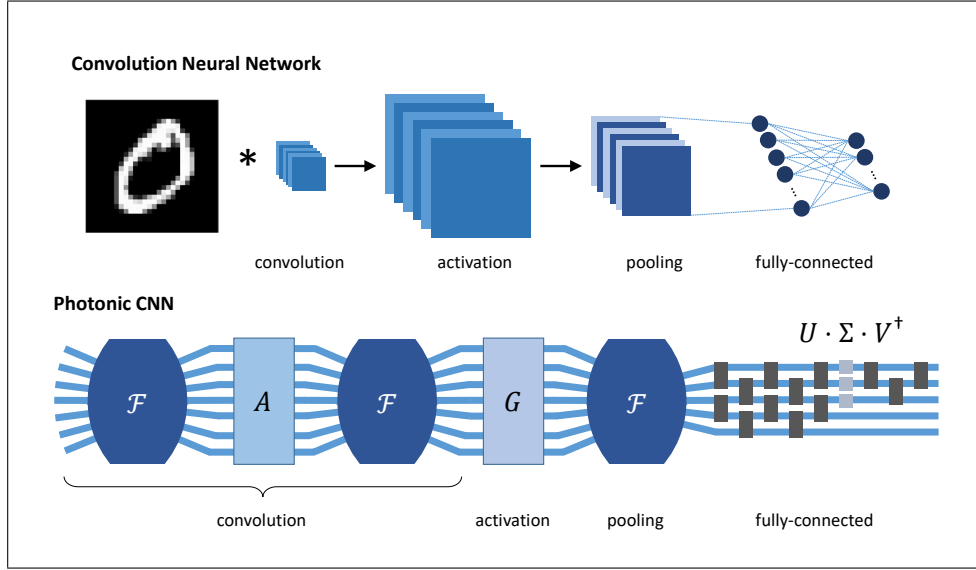 Convolution Neural Network
*
convolution activation pooling fully-connected
Photonic CNN
U · Σ · V†
ℱ A ℱ G ℱ
convolution activation pooling fully-connected